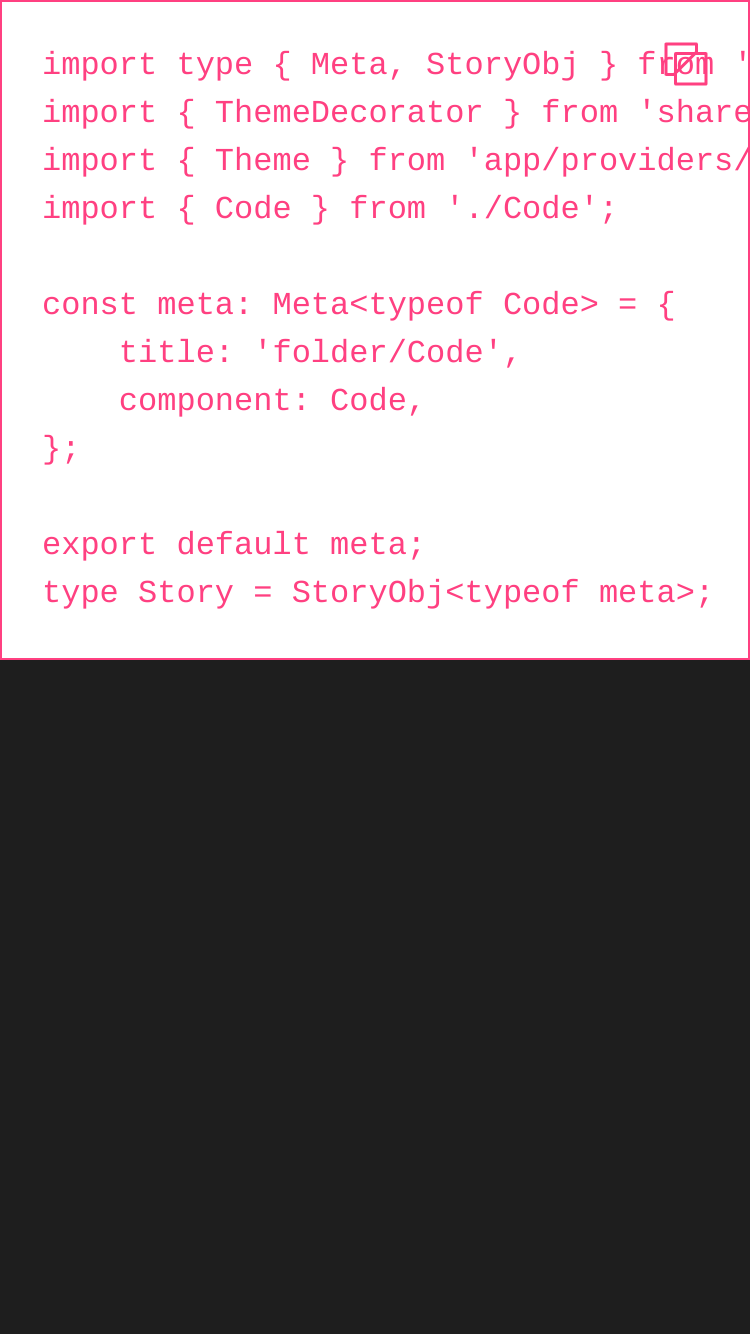 import type { Meta, StoryObj } from '
import { ThemeDecorator } from 'share
import { Theme } from 'app/providers/
import { Code } from './Code';

const meta: Meta<typeof Code> = {
    title: 'folder/Code',
    component: Code,
};

export default meta;
type Story = StoryObj<typeof meta>;